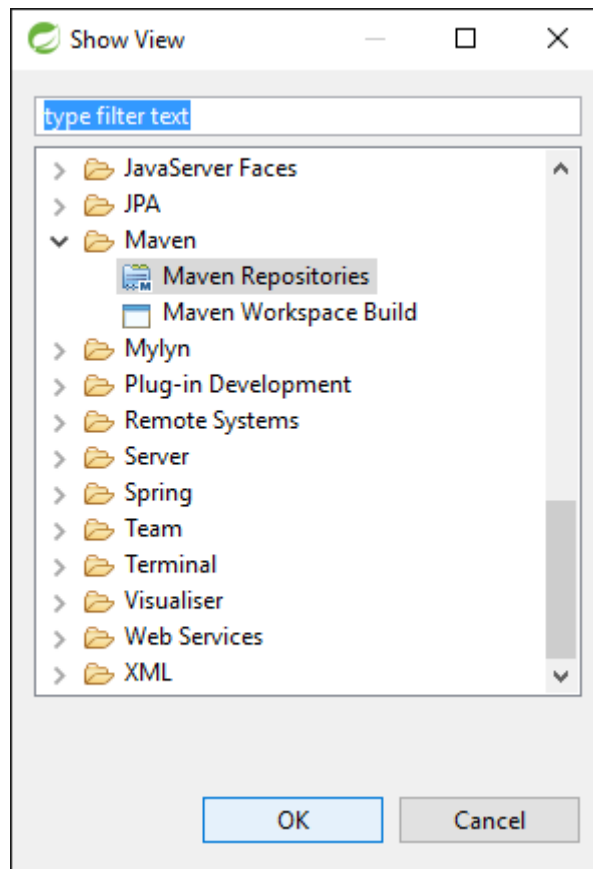 Show View
type filter text
JavaServer Faces
JPA
Maven
Maven Repositories
Maven Workspace Build
Mylyn
Plug-in Development
Remote Systems
Server
Spring
Team
Terminal
Visualiser
Web Services
XML
OK Cancel